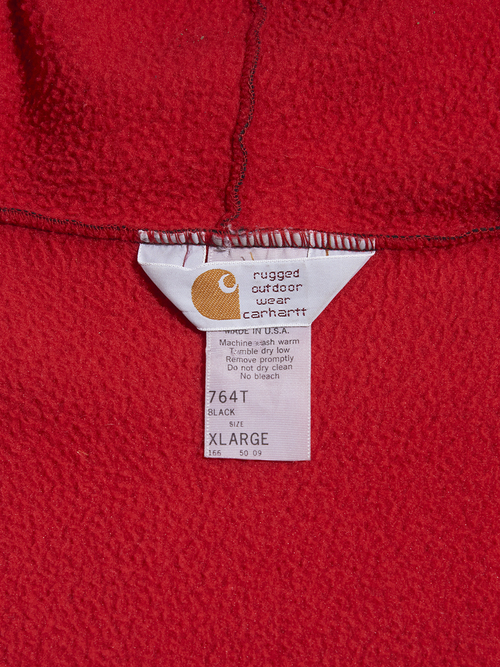 rugged
outdoor
wear
carhartt
MADE IN U.S.A.
Machine wash warm
Tumble dry low
Remove promptly
Do not dry clean
No bleach
764T
BLACK
SIZE
XLARGE
166 50 09